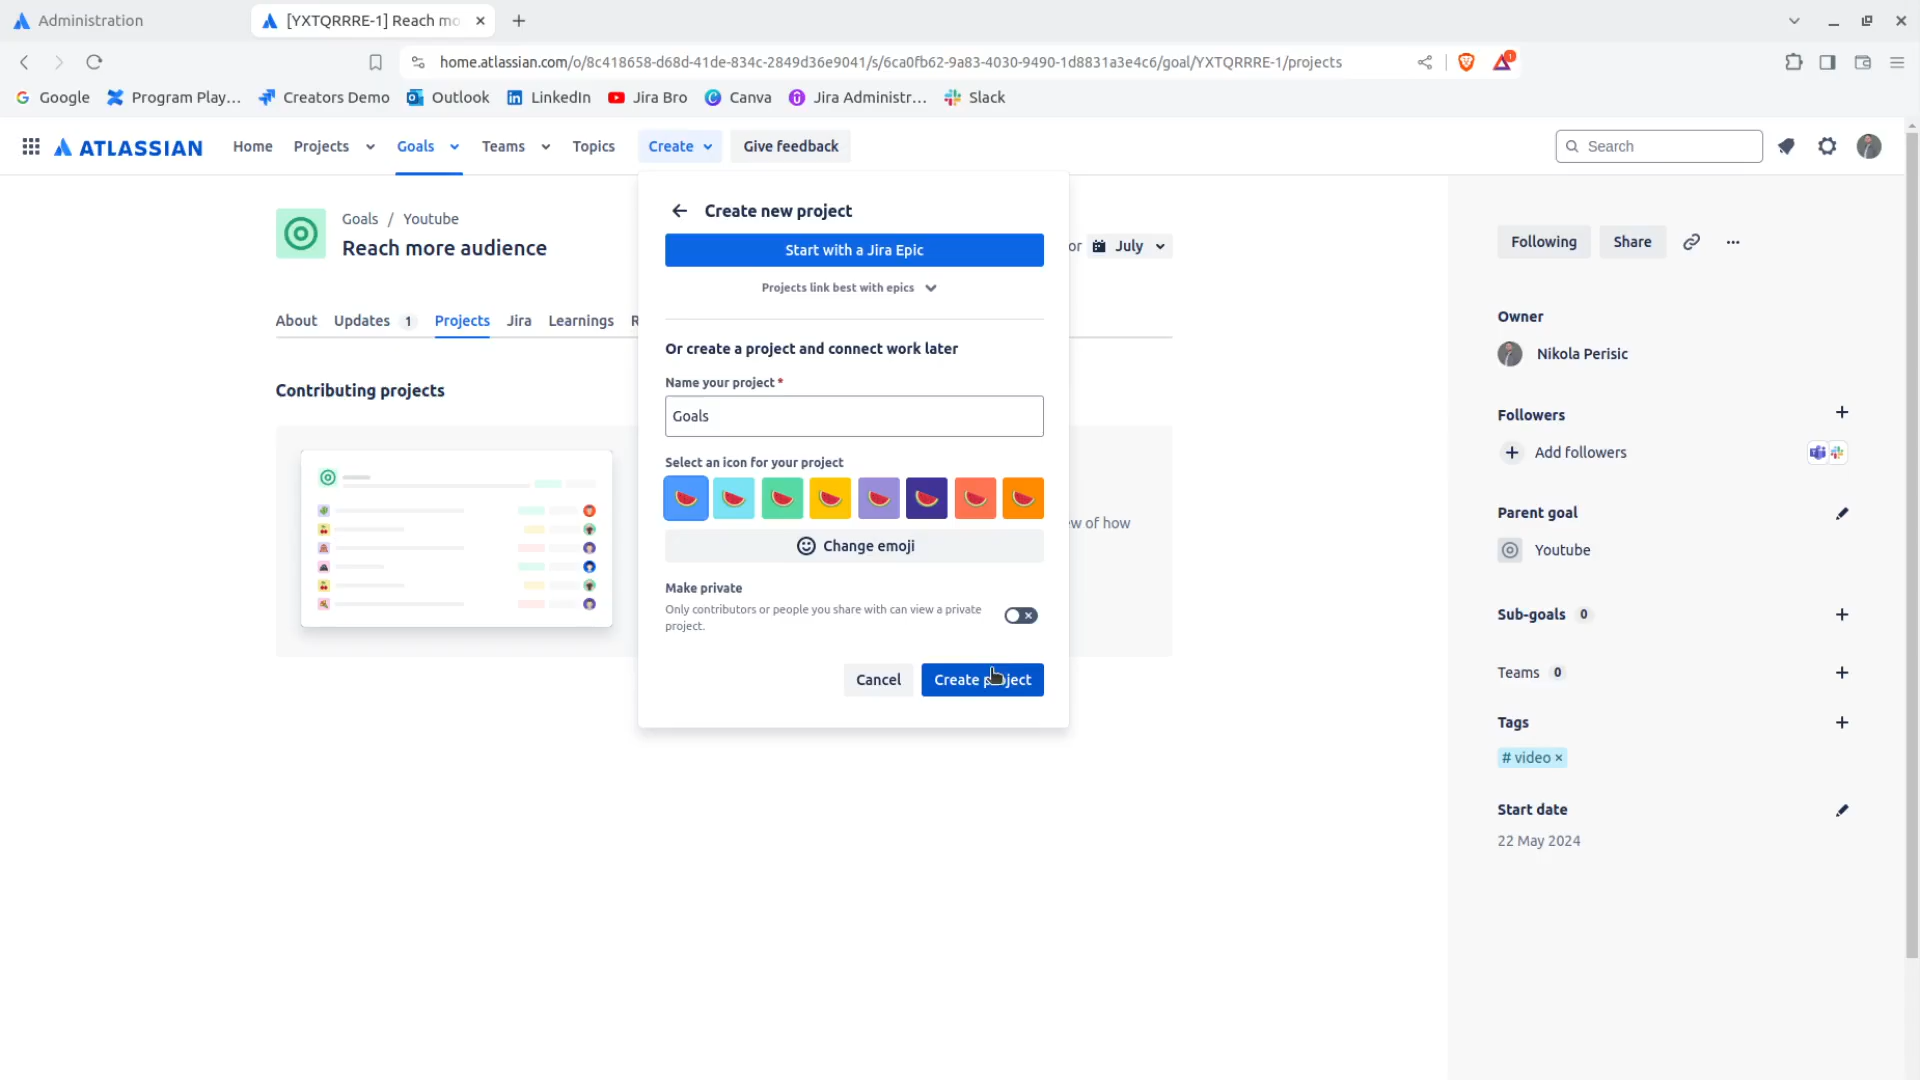 Administration
[YXTQRRRE-1] Reach mo
home.atlassian.com/o/8c418658-d68d-41de-834c-2849d36e9041/s/6ca0fb62-9a83-4030-9490-1d8831a3e4c6/goal/YXTQRRRE-1/projects
1
Google Program Play... Creators Demo Outlook LinkedIn Jira Bro Canva Jira Administr... Slack
ATLASSIAN Home Projects Goals Teams Topics Create Give feedback Search
Goals / Youtube
Reach more audience
or July
About Updates 1 Projects Jira Learnings R
Contributing projects
ew of how
Create new project
Start with a Jira Epic
Projects link best with epics
Or create a project and connect work later
Name your project *
Goals
Select an icon for your project
Change emoji
Make private
Only contributors or people you share with can view a private
project.
Cancel Create project
Following Share
Owner
Nikola Perisic
Followers
Add followers
Parent goal
Youtube
Sub-goals 0
Teams 0
Tags
# video ×
Start date
22 May 2024